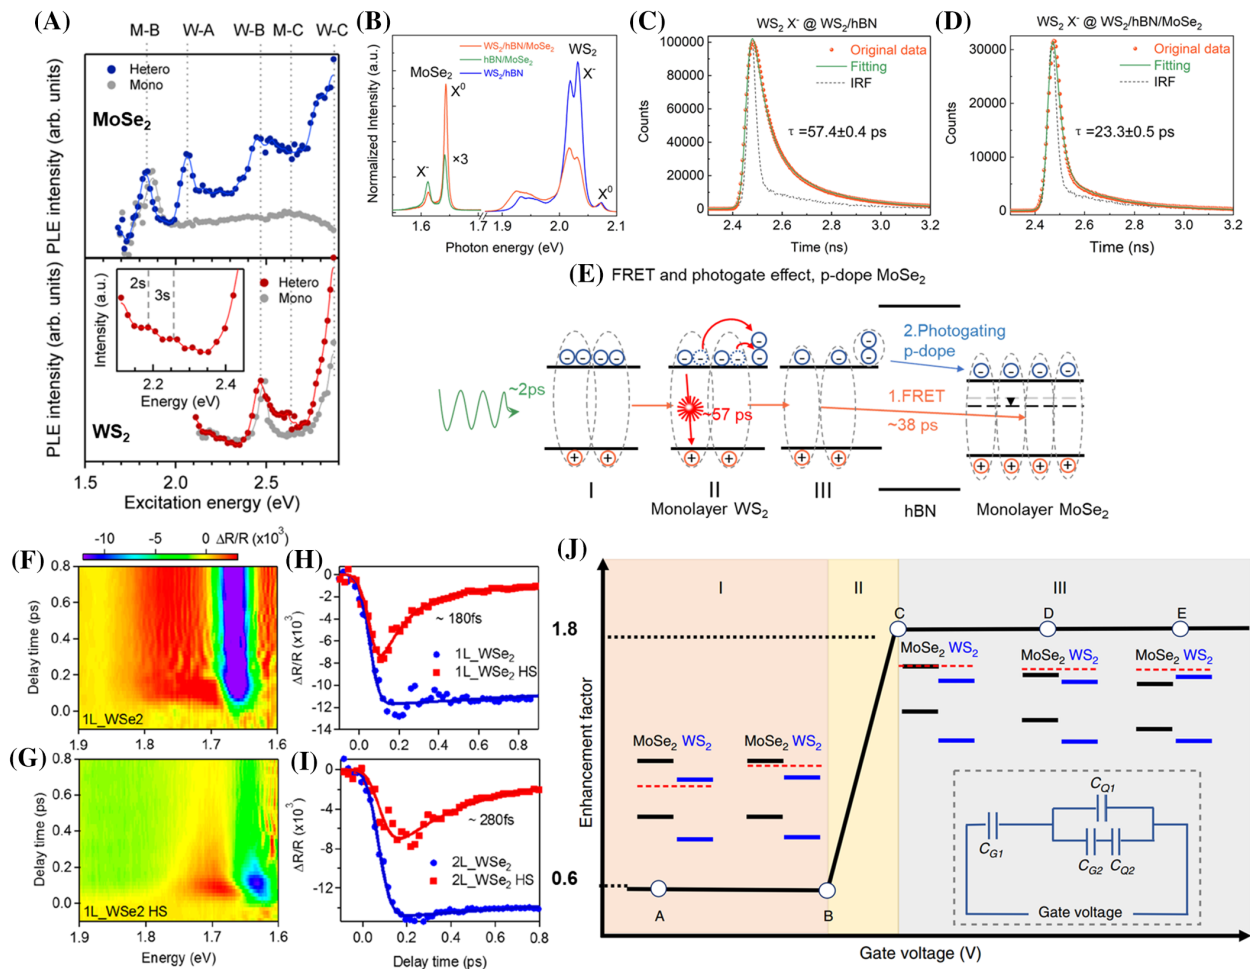 (A)
M-B W-A W-B M-C W-C
Hetero
Mono
MoSe2
PLE intensity (arb. units)
Intensity (a.u.)
2s
3s
2.2 2.4
Energy (eV)
Hetero
Mono
WS2
PLE intensity (arb. units)
1.5 2.0 2.5
Excitation energy (eV)
(B)
WS2/hBN/MoSe2
hBN/MoSe2
WS2/hBN
WS2
X-
MoSe2
X0
×3
X-
X0
Normalized Intensity (a.u.)
1.6 1.7 1.9 2.0 2.1
Photon energy (eV)
(C)
WS2 X- @ WS2/hBN
Original data
Fitting
IRF
τ =57.4±0.4 ps
Counts
100000
80000
60000
40000
20000
0
2.4 2.6 2.8 3.0 3.2
Time (ns)
(D)
WS2 X- @ WS2/hBN/MoSe2
Original data
Fitting
IRF
τ =23.3±0.5 ps
Counts
30000
20000
10000
0
2.4 2.6 2.8 3.0 3.2
Time (ns)
(E) FRET and photogate effect, p-dope MoSe2
~2ps
~57 ps
2.Photogating
p-dope
1.FRET
~38 ps
I II III
Monolayer WS2
hBN
Monolayer MoSe2
(F)
-10 -5 0 ΔR/R (x10^3)
Delay time (ps)
0.8
0.6
0.4
0.2
0.0
1L_WSe2
1.9 1.8 1.7 1.6
(G)
Delay time (ps)
0.8
0.6
0.4
0.2
0.0
1L_WSe2 HS
1.9 1.8 1.7 1.6
Energy (eV)
(H)
ΔR/R (x10^3)
0
-2
-4
-6
-8
-10
-12
-14
~ 180fs
1L_WSe2
1L_WSe2 HS
0.0 0.2 0.4 0.6 0.8
(I)
ΔR/R (x10^3)
0
-4
-8
-12
~ 280fs
2L_WSe2
2L_WSe2 HS
0.0 0.2 0.4 0.6 0.8
Delay time (ps)
(J)
I II III
1.8
0.6
Enhancement factor
A B C D E
MoSe2 WS2
MoSe2 WS2
MoSe2 WS2
MoSe2 WS2
MoSe2 WS2
CG1
CQ1
CG2 CQ2
Gate voltage
Gate voltage (V)